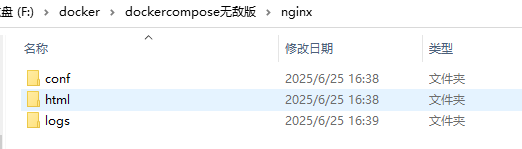 盘 (F:) › docker › dockercompose无敌版 › nginx
名称 修改日期 类型
conf 2025/6/25 16:38 文件夹
html 2025/6/25 16:38 文件夹
logs 2025/6/25 16:39 文件夹